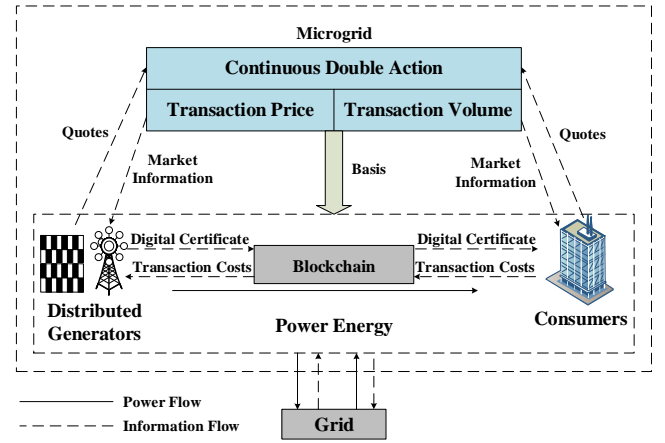 Microgrid
Continuous Double Action
Transaction Price
Transaction Volume
Quotes
Quotes
Market
Information
Basis
Market
Information
Digital Certificate
Digital Certificate
Blockchain
Transaction Costs
Transaction Costs
Distributed
Generators
Power Energy
Consumers
Power Flow
Information Flow
Grid